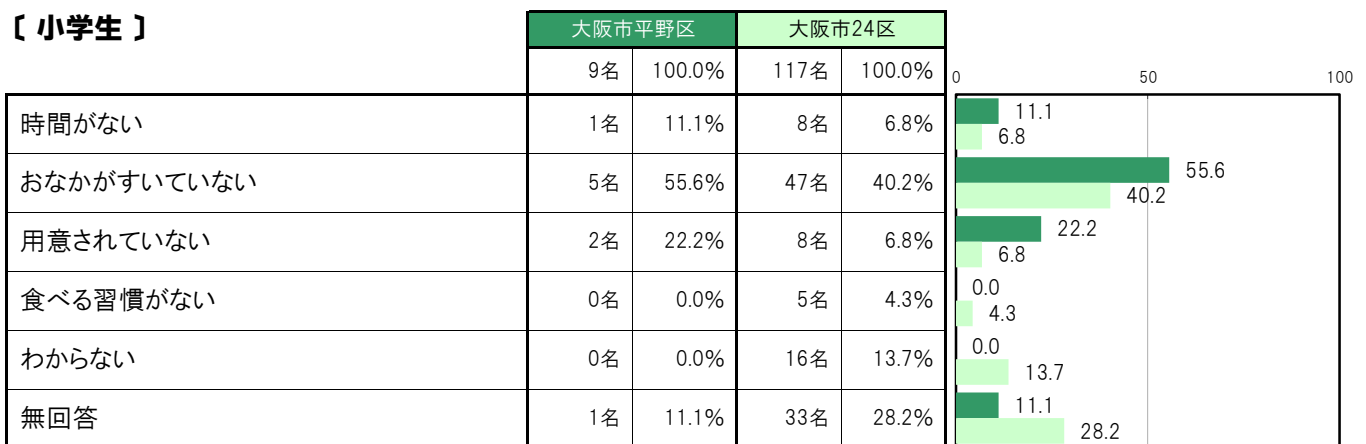 〔 小学生 〕
大阪市平野区 大阪市24区
9名 100.0% 117名 100.0% 0 50 100
時間がない 1名 11.1% 8名 6.8% 11.1
6.8
おなかがすいていない 5名 55.6% 47名 40.2% 55.6
40.2
用意されていない 2名 22.2% 8名 6.8% 22.2
6.8
食べる習慣がない 0名 0.0% 5名 4.3% 0.0
4.3
わからない 0名 0.0% 16名 13.7% 0.0
13.7
無回答 1名 11.1% 33名 28.2% 11.1
28.2